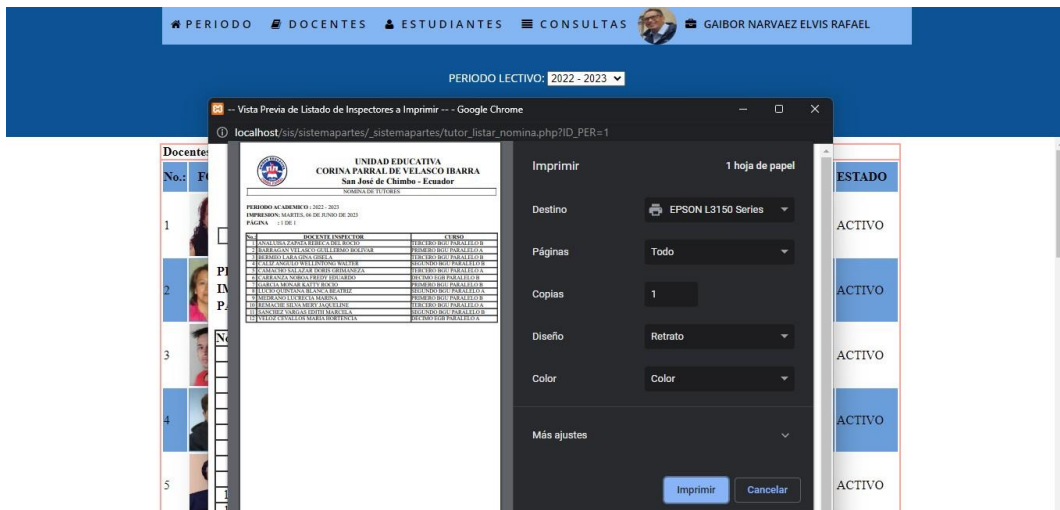 PERIODO DOCENTES ESTUDIANTES CONSULTAS GAIBOR NARVAEZ ELVIS RAFAEL
PERIODO LECTIVO: 2022 - 2023
-- Vista Previa de Listado de Inspectores a Imprimir -- - Google Chrome
localhost/sis/sistemapartes/_sistemapartes/tutor_listar_nomina.php?ID_PER=1
Docentes
No.:
ESTADO
1
ACTIVO
2
ACTIVO
3
ACTIVO
4
ACTIVO
5
ACTIVO
UNIDAD EDUCATIVA
CORINA PARRAL DE VELASCO IBARRA
San José de Chimbo - Ecuador
NOMINA DE TUTORES
PERIODO ACADEMICO : 2022 - 2023
IMPRESION: MARTES, 06 DE JUNIO DE 2023
PÁGINA : 1 DE 1
No. DOCENTE INSPECTOR CURSO
1 ANALUISA ZAPATA REBECA DEL ROCIO TERCERO BGU PARALELO B
2 BARRAGAN VELASCO GUILLERMO BOLIVAR PRIMERO BGU PARALELO A
3 BERMEO LARA GINA GISELA TERCERO BGU PARALELO B
4 CALIZ ANGULO WELLINTONG WALTER SEGUNDO BGU PARALELO B
5 CAMACHO SALAZAR DORIS GRIMANEZA TERCERO BGU PARALELO A
6 CARRANZA NOBOA FREDY EDUARDO DECIMO EGB PARALELO B
7 GARCIA MONAR KATTY ROCIO PRIMERO BGU PARALELO B
8 LUCIO QUINTANA BLANCA BEATRIZ SEGUNDO BGU PARALELO A
9 MEDRANO LUCRECIA MARINA PRIMERO BGU PARALELO B
10 REMACHE SILVA MERY JAQUELINE TERCERO BGU PARALELO A
11 SANCHEZ VARGAS EDITH MARCELA SEGUNDO BGU PARALELO B
12 VELOZ CEVALLOS MARIA HORTENCIA DECIMO EGB PARALELO A
Imprimir 1 hoja de papel
Destino EPSON L3150 Series
Páginas Todo
Copias 1
Diseño Retrato
Color Color
Más ajustes
Imprimir Cancelar